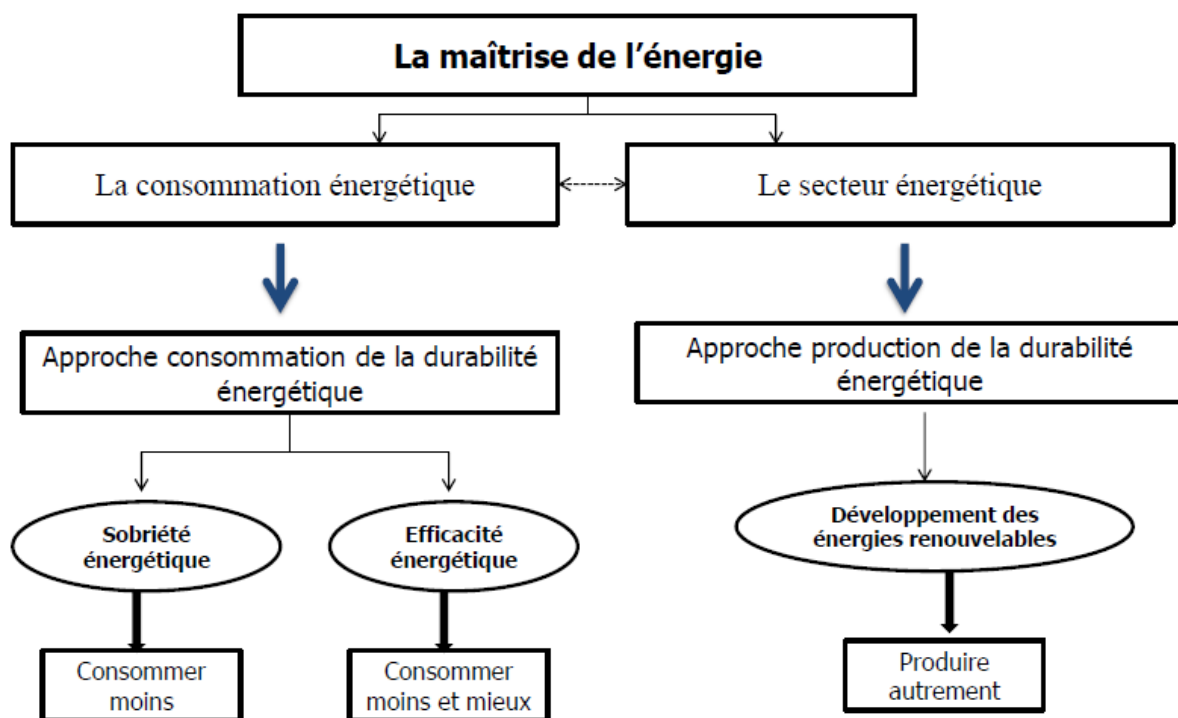 La maîtrise de l’énergie
La consommation énergétique
Le secteur énergétique
Approche consommation de la durabilité
énergétique
Approche production de la durabilité
énergétique
Sobriété
énergétique
Efficacité
énergétique
Développement des
énergies renouvelables
Consommer
moins
Consommer
moins et mieux
Produire
autrement